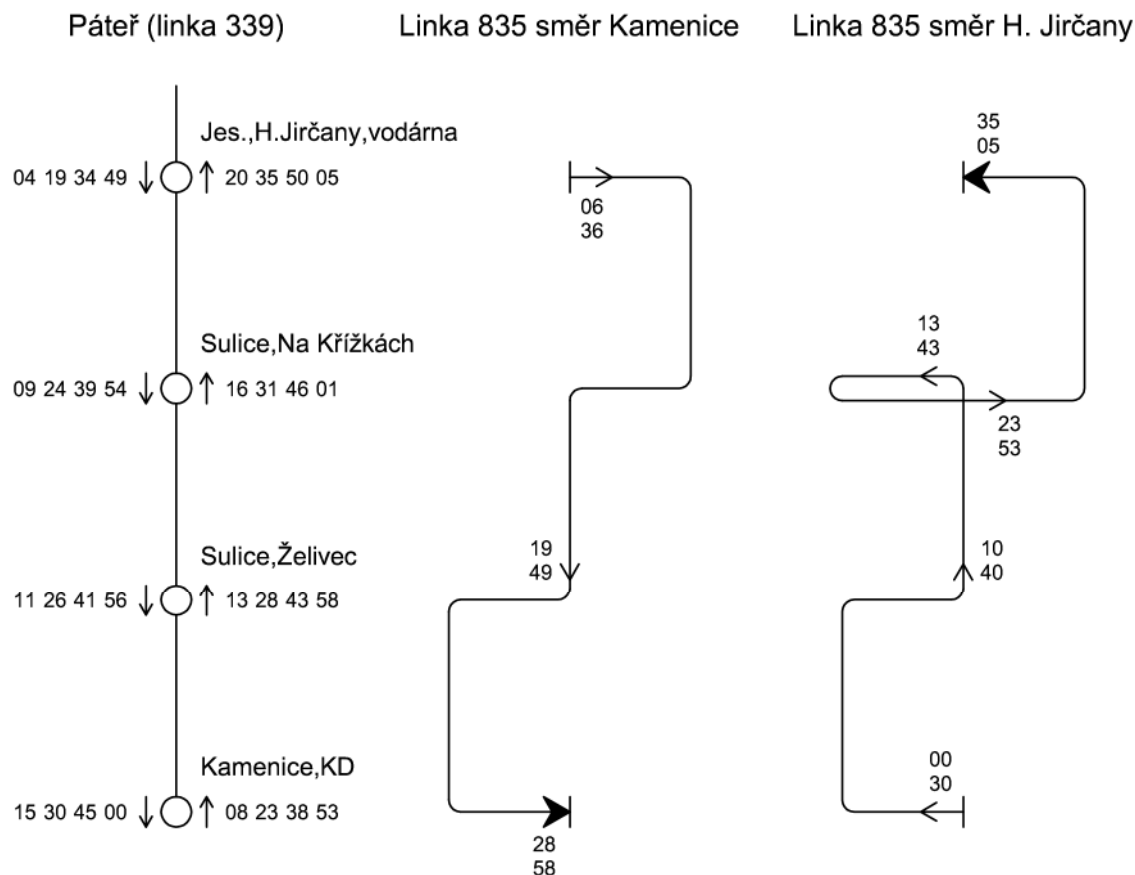 Páteř (linka 339)
Linka 835 směr Kamenice
Linka 835 směr H. Jirčany
Jes.,H.Jirčany,vodárna
04 19 34 49
20 35 50 05
06
36
35
05
Sulice,Na Křížkách
09 24 39 54
16 31 46 01
13
43
23
53
Sulice,Želivec
11 26 41 56
13 28 43 58
19
49
10
40
Kamenice,KD
15 30 45 00
08 23 38 53
28
58
00
30